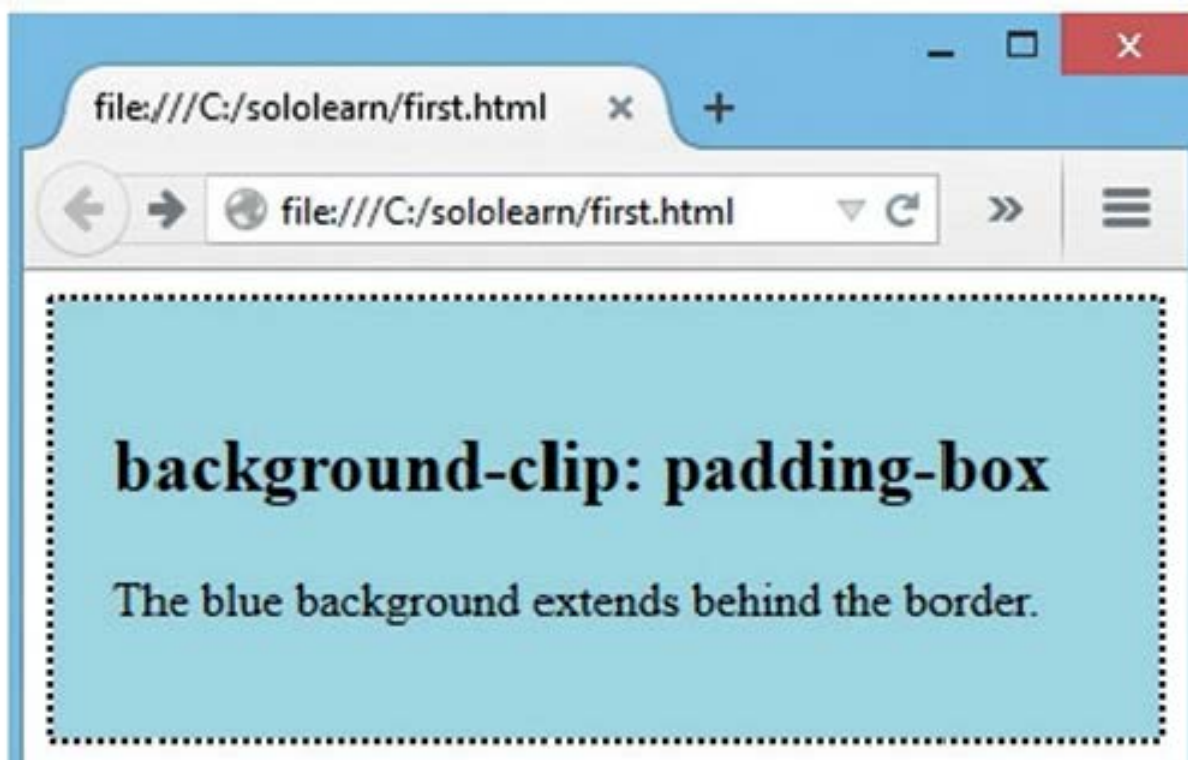 file:///C:/sololearn/first.html
file:///C:/sololearn/first.html
background-clip: padding-box
The blue background extends behind the border.